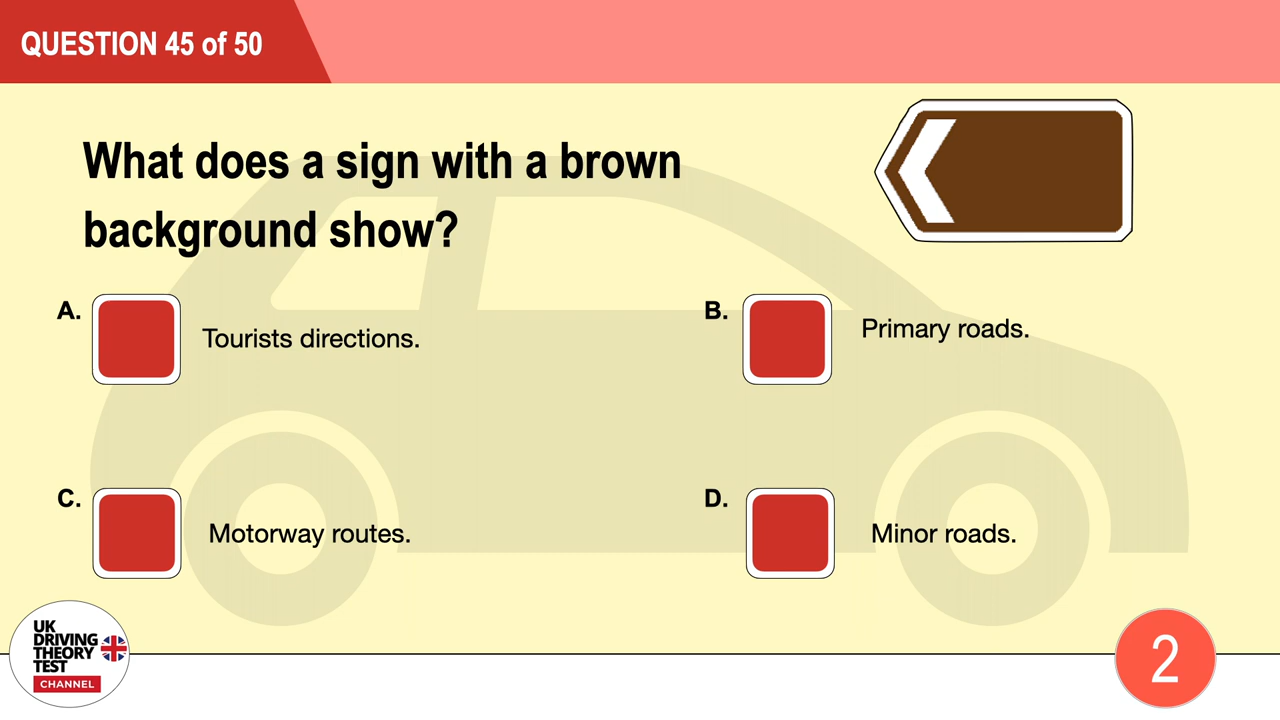 QUESTION 45 of 50
What does a sign with a brown
background show?
A.
Tourists directions.
B.
Primary roads.
C.
Motorway routes.
D.
Minor roads.
UK
DRIVING
THEORY
TEST
CHANNEL
2